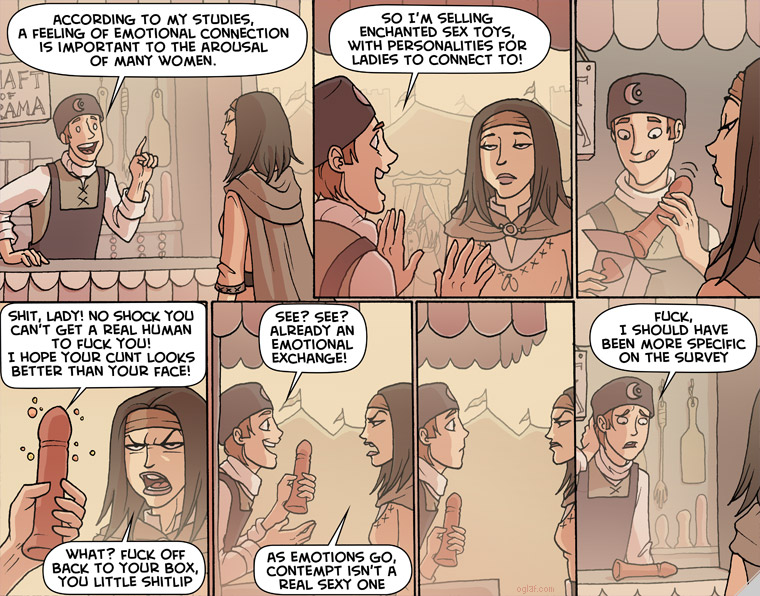 ACCORDING TO MY STUDIES,
A FEELING OF EMOTIONAL CONNECTION
IS IMPORTANT TO THE AROUSAL
OF MANY WOMEN.
OF
RAMA
SO I'M SELLING
ENCHANTED SEX TOYS,
WITH PERSONALITIES FOR
LADIES TO CONNECT TO!
SHIT, LADY! NO SHOCK YOU
CAN'T GET A REAL HUMAN
TO FUCK YOU!
I HOPE YOUR CUNT LOOKS
BETTER THAN YOUR FACE!
WHAT? FUCK OFF
BACK TO YOUR BOX,
YOU LITTLE SHITLIP
SEE? SEE?
ALREADY AN
EMOTIONAL
EXCHANGE!
AS EMOTIONS GO,
CONTEMPT ISN'T A
REAL SEXY ONE
oglaf.com
FUCK,
I SHOULD HAVE
BEEN MORE SPECIFIC
ON THE SURVEY